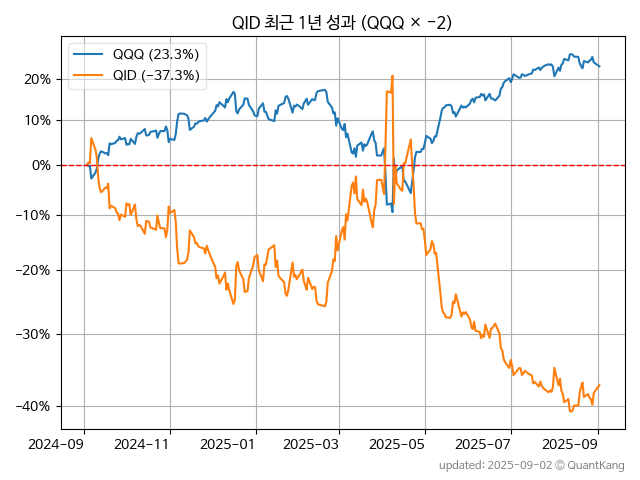 QID 최근 1년 성과 (QQQ × −2)
QQQ (23.3%)
QID (−37.3%)
20%
10%
0%
−10%
−20%
−30%
−40%
2024-09 2024-11 2025-01 2025-03 2025-05 2025-07 2025-09
updated: 2025-09-02 © QuantKang